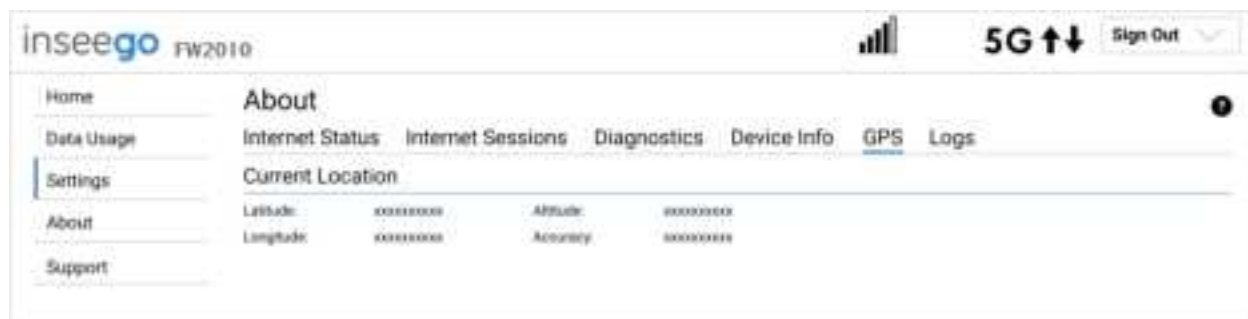 inseego FW2010
5G Sign Out
Home
Data Usage
Settings
About
Support
About
Internet Status Internet Sessions Diagnostics Device Info GPS Logs
Current Location
Latitude: xxxxxxxxxx Altitude: xxxxxxxxxx
Longitude: xxxxxxxxxx Accuracy: xxxxxxxxxx